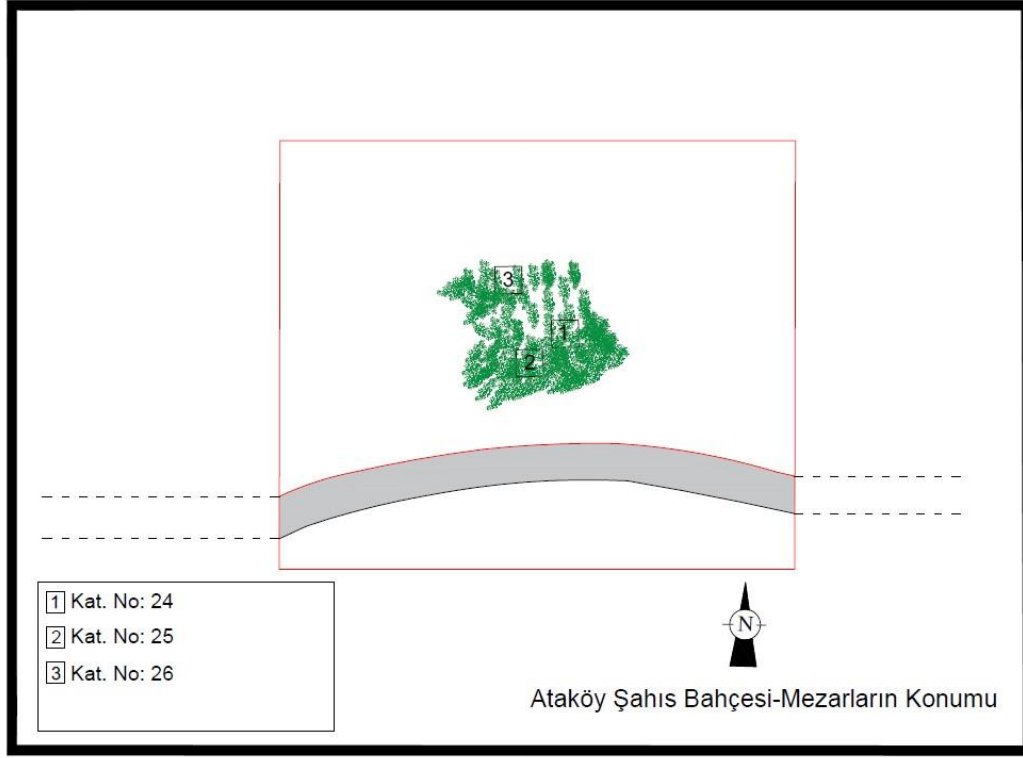 3
1
2
1 Kat. No: 24
2 Kat. No: 25
3 Kat. No: 26
N
Ataköy Şahıs Bahçesi-Mezarların Konumu